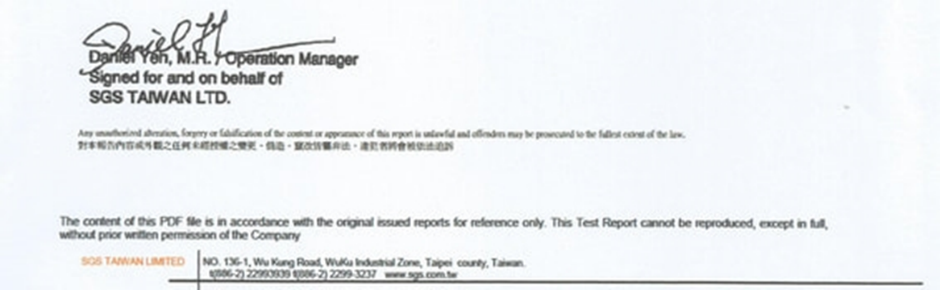 Daniel Yeh, M.R. / Operation Manager
Signed for and on behalf of
SGS TAIWAN LTD.
Any unauthorized alteration, forgery or falsification of the content or appearance of this report is unlawful and offenders may be prosecuted to the fullest extent of the law.
對本報告內容或外觀之任何未經授權之變更、偽造、竄改皆屬非法,違犯者將會被依法追訴
The content of this PDF file is in accordance with the original issued reports for reference only. This Test Report cannot be reproduced, except in full,
without prior written permission of the Company
SGS TAIWAN LIMITED
NO. 136-1, Wu Kung Road, WuKu Industrial Zone, Taipei county, Taiwan.
t(886-2) 22993939 f(886-2) 2299-3237 www.sgs.com.tw